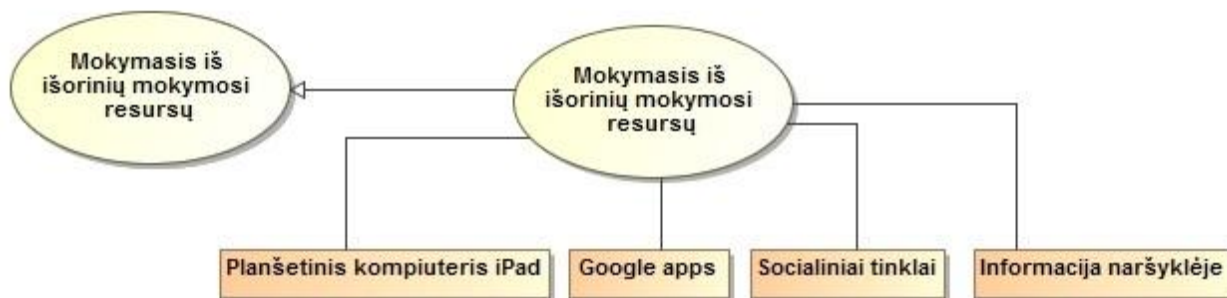 Mokymasis iš
išorinių mokymosi
resursų
Mokymasis iš
išorinių mokymosi
resursų
Planšetinis kompiuteris iPad
Google apps
Socialiniai tinklai
Informacija naršyklėje